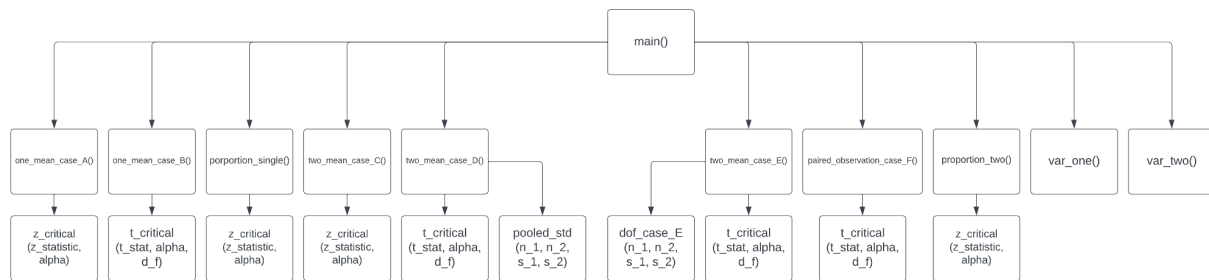 main()
one_mean_case_A()
one_mean_case_B()
porportion_single()
two_mean_case_C()
two_mean_case_D()
two_mean_case_E()
paired_observation_case_F()
proportion_two()
var_one()
var_two()
z_critical
(z_statistic,
alpha)
t_critical
(t_stat, alpha,
d_f)
z_critical
(z_statistic,
alpha)
z_critical
(z_statistic,
alpha)
t_critical
(t_stat, alpha,
d_f)
pooled_std
(n_1, n_2,
s_1, s_2)
dof_case_E
(n_1, n_2,
s_1, s_2)
t_critical
(t_stat, alpha,
d_f)
t_critical
(t_stat, alpha,
d_f)
z_critical
(z_statistic,
alpha)